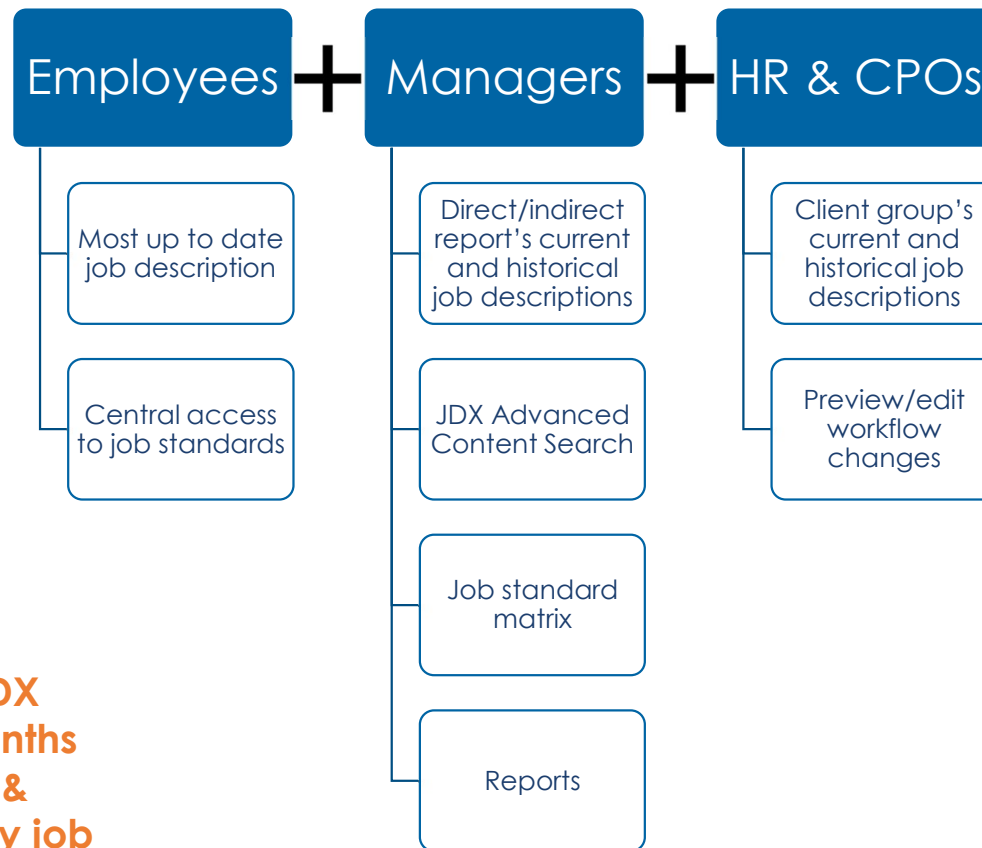 Employees + Managers + HR & CPOs
Most up to date
job description
Central access
to job standards
Direct/indirect
report's current
and historical
job descriptions
JDX Advanced
Content Search
Job standard
matrix
Reports
Client group's
current and
historical job
descriptions
Preview/edit
workflow
changes
&
job